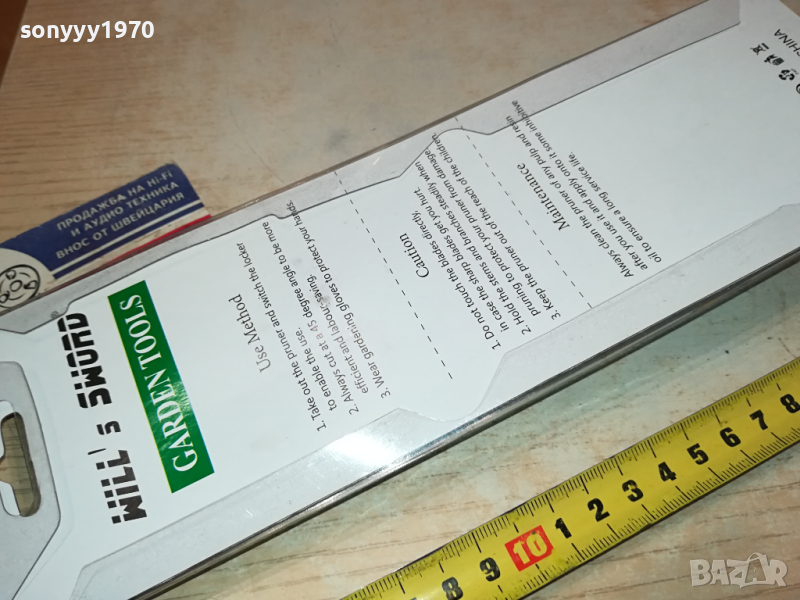 sonyyy1970
ПРОДАЖБА НА Hi-Fi
И АУДИО ТЕХНИКА
ВНОС ОТ ШВЕЙЦАРИЯ
WILL's SWORD
GARDEN TOOLS
Use Method
1. Take out the pruner and switch the locker
to enable the use.
2. Always cut at a 45 degree angle to be more
efficient and labour-saving.
3. Wear gardening gloves to protect your hands.
Caution
1. Do not touch the blades directly,
in case the sharp blades get you hurt.
2. Hold the stems and branches steadily when
pruning to protect your pruner from damage.
3. Keep the pruner out of the reach of the children.
Maintenance
Always clean the pruner of any pulp and resin
after you use it and apply onto it some inhibitive
oil to ensure a long service life.
CHINA
8 9 10 1 2 3 4 5 6 7 8
BAZAR.bg